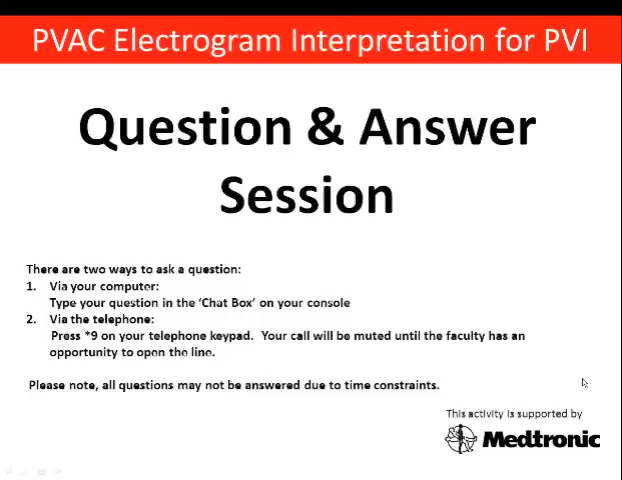 PVAC Electrogram Interpretation for PVI
Question & Answer
Session
There are two ways to ask a question:
1. Via your computer:
Type your question in the ‘Chat Box’ on your console
2. Via the telephone:
Press *9 on your telephone keypad. Your call will be muted until the faculty has an
opportunity to open the line.
Please note, all questions may not be answered due to time constraints.
This activity is supported by
Medtronic